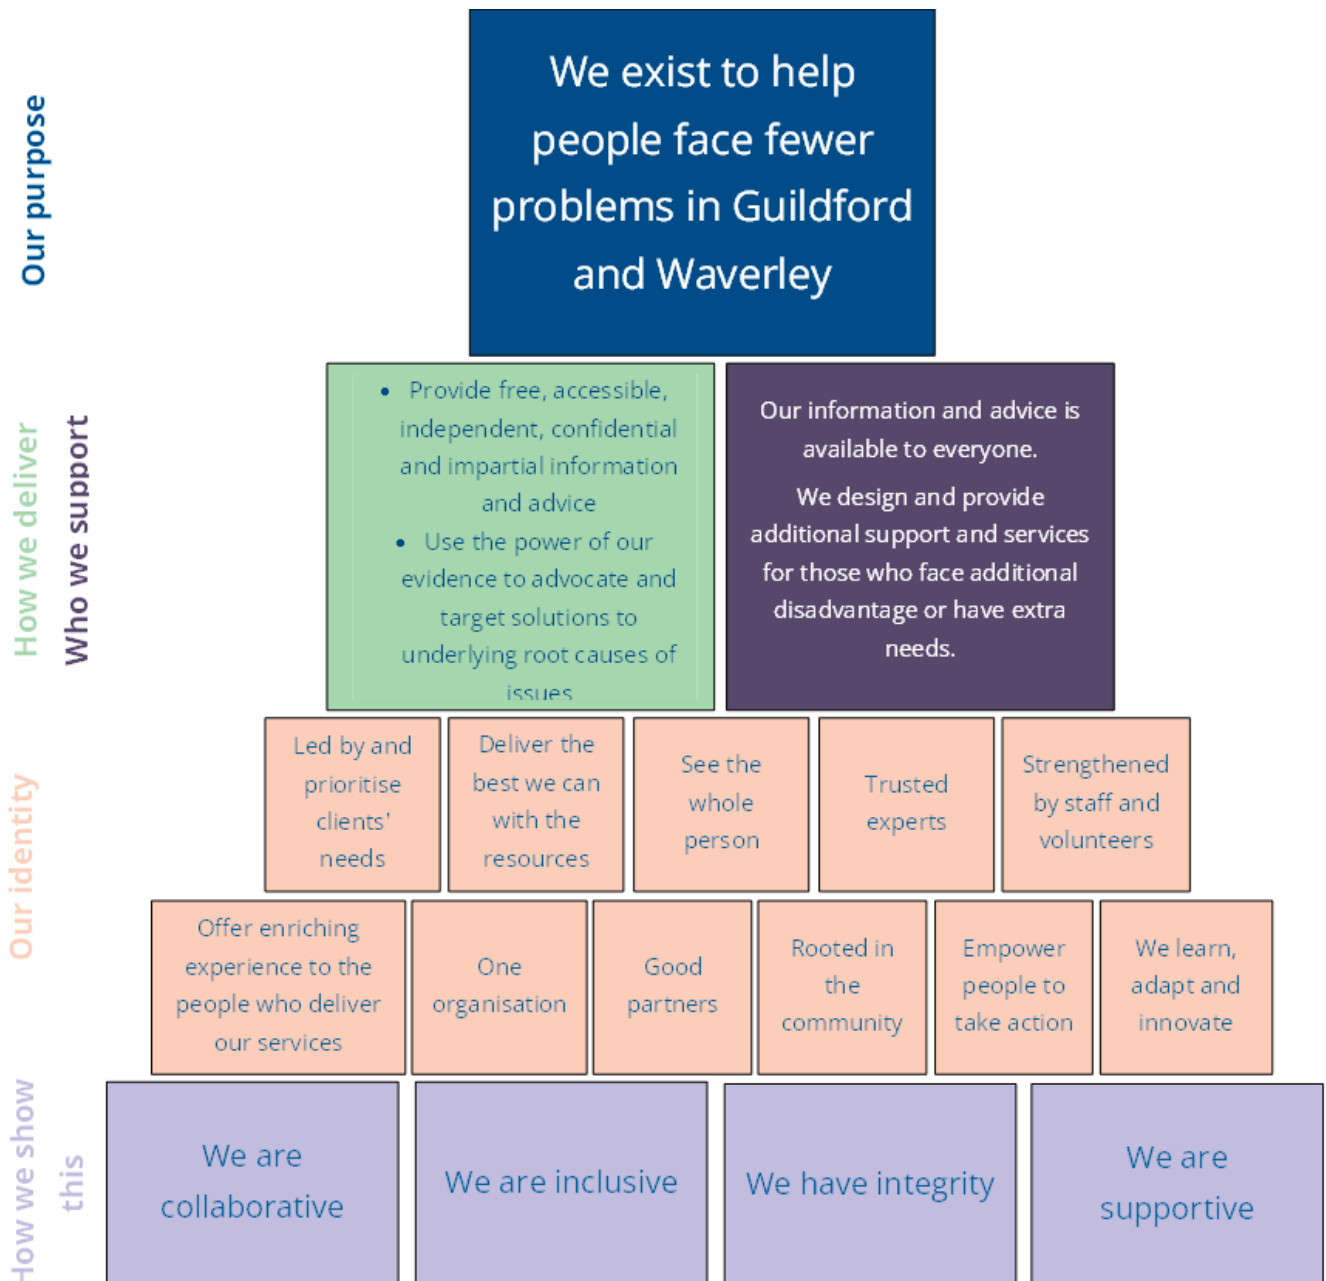 Our purpose
We exist to help
people face fewer
problems in Guildford
and Waverley
How we deliver
Who we support
• Provide free, accessible,
independent, confidential
and impartial information
and advice
• Use the power of our
evidence to advocate and
target solutions to
underlying root causes of
issues
Our information and advice is
available to everyone.
We design and provide
additional support and services
for those who face additional
disadvantage or have extra
needs.
Our identity
Led by and
prioritise
clients'
needs
Deliver the
best we can
with the
resources
See the
whole
person
Trusted
experts
Strengthened
by staff and
volunteers
Offer enriching
experience to the
people who deliver
our services
One
organisation
Good
partners
Rooted in
the
community
Empower
people to
take action
We learn,
adapt and
innovate
How we show
this
We are
collaborative
We are inclusive
We have integrity
We are
supportive